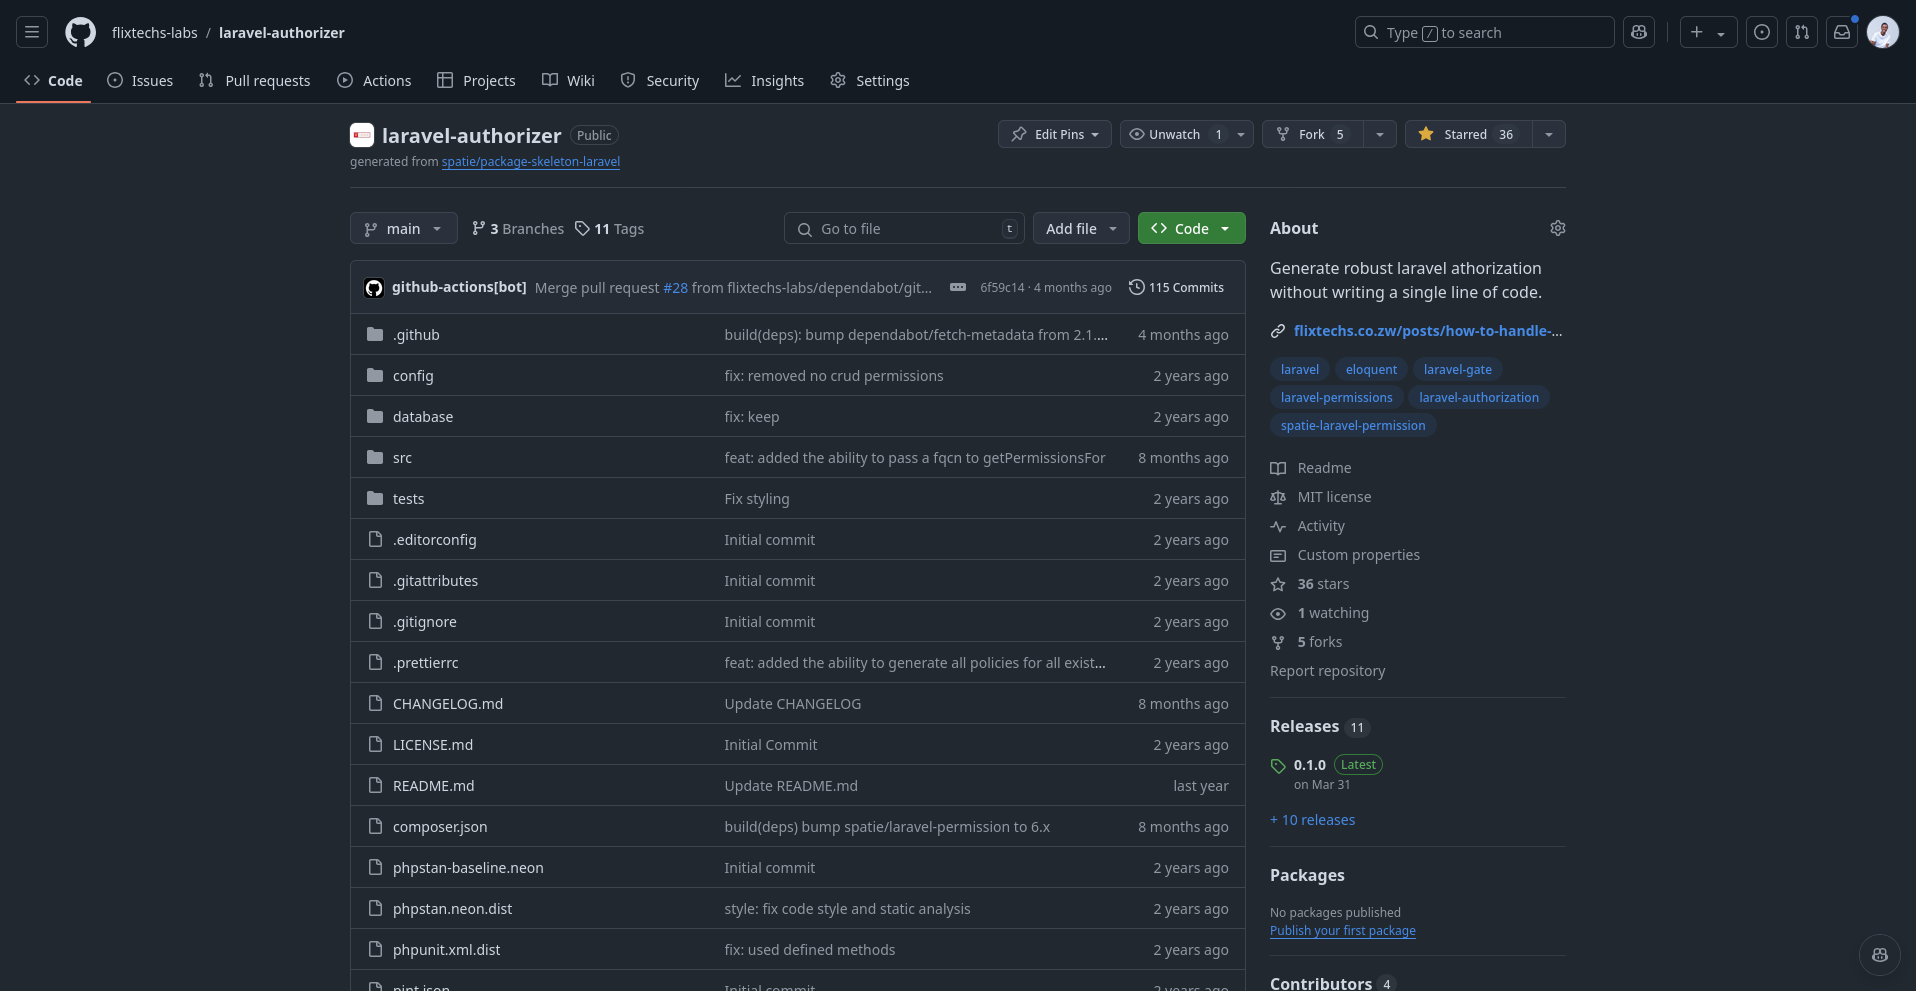 flixtechs-labs / laravel-authorizer
Type / to search
Code Issues Pull requests Actions Projects Wiki Security Insights Settings
laravel-authorizer Public
Edit Pins Unwatch 1 Fork 5 Starred 36
generated from spatie/package-skeleton-laravel
main 3 Branches 11 Tags Go to file t Add file Code
github-actions[bot] Merge pull request #28 from flixtechs-labs/dependabot/git... 6f59c14 · 4 months ago 115 Commits
.github build(deps): bump dependabot/fetch-metadata from 2.1.... 4 months ago
config fix: removed no crud permissions 2 years ago
database fix: keep 2 years ago
src feat: added the ability to pass a fqcn to getPermissionsFor 8 months ago
tests Fix styling 2 years ago
.editorconfig Initial commit 2 years ago
.gitattributes Initial commit 2 years ago
.gitignore Initial commit 2 years ago
.prettierrc feat: added the ability to generate all policies for all exist... 2 years ago
CHANGELOG.md Update CHANGELOG 8 months ago
LICENSE.md Initial Commit 2 years ago
README.md Update README.md last year
composer.json build(deps) bump spatie/laravel-permission to 6.x 8 months ago
phpstan-baseline.neon Initial commit 2 years ago
phpstan.neon.dist style: fix code style and static analysis 2 years ago
phpunit.xml.dist fix: used defined methods 2 years ago
pint.json Initial commit 2 years ago
About
Generate robust laravel athorization
without writing a single line of code.
flixtechs.co.zw/posts/how-to-handle-...
laravel eloquent laravel-gate
laravel-permissions laravel-authorization
spatie-laravel-permission
Readme
MIT license
Activity
Custom properties
36 stars
1 watching
5 forks
Report repository
Releases 11
0.1.0 Latest
on Mar 31
+ 10 releases
Packages
No packages published
Publish your first package
Contributors 4